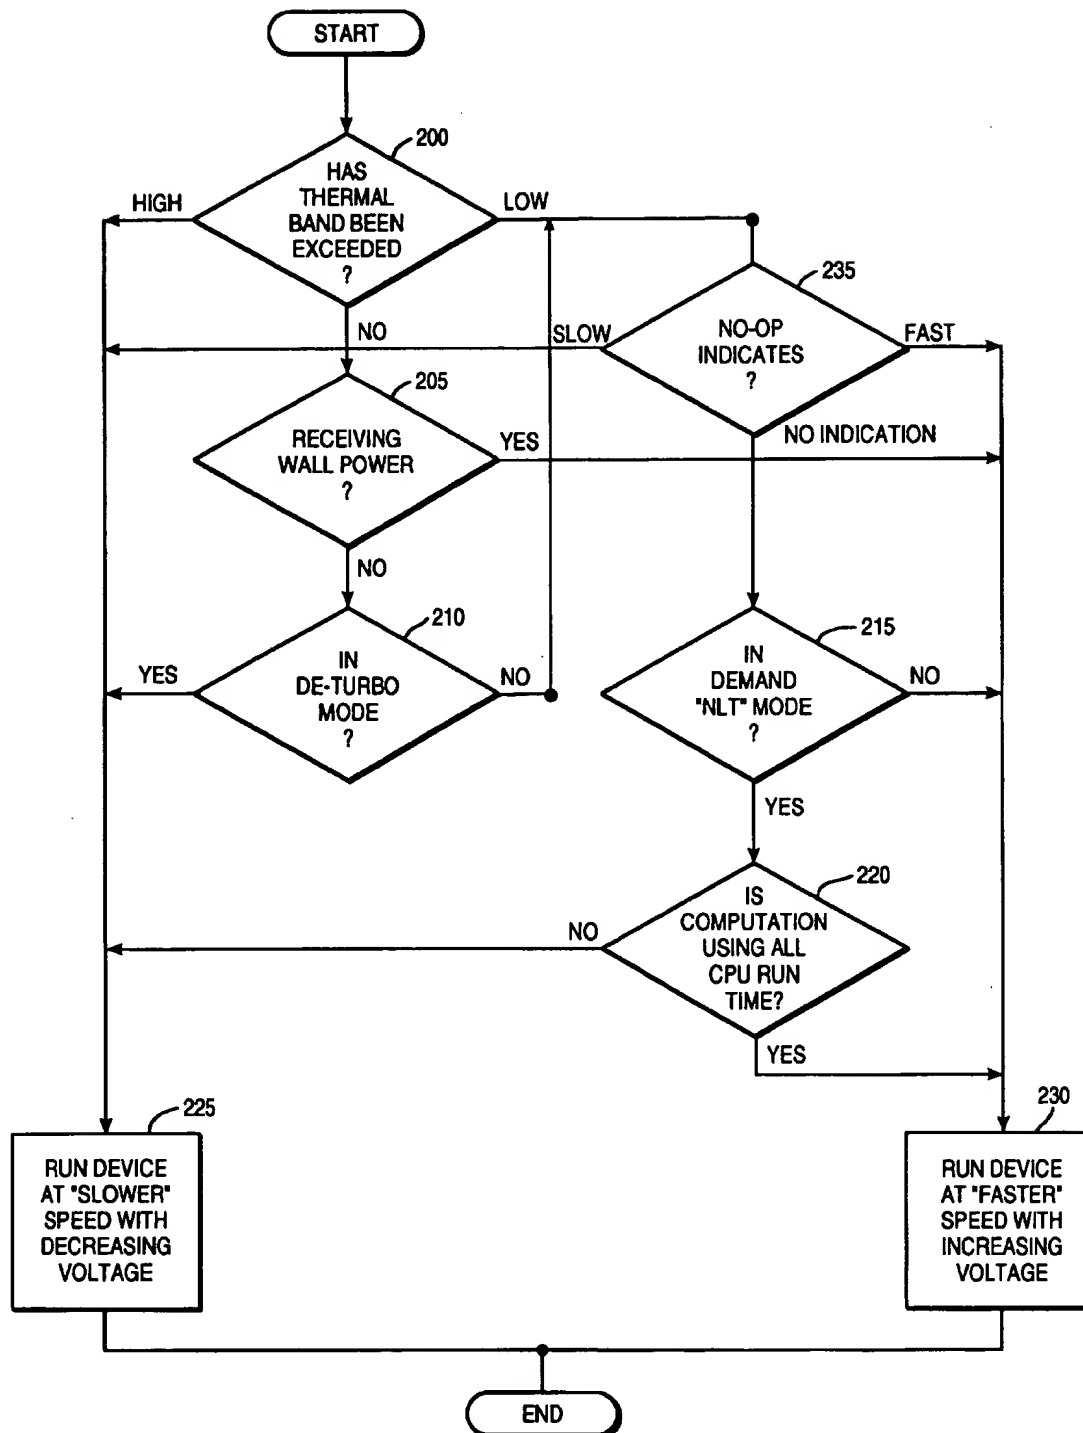 START
200
HAS
THERMAL
BAND BEEN
EXCEEDED
?
HIGH
LOW
NO
235
NO-OP
INDICATES
?
SLOW
FAST
NO INDICATION
205
RECEIVING
WALL POWER
?
YES
NO
210
IN
DE-TURBO
MODE
?
YES
NO
215
IN
DEMAND
"NLT" MODE
?
NO
YES
220
IS
COMPUTATION
USING ALL
CPU RUN
TIME?
NO
YES
225
RUN DEVICE
AT "SLOWER"
SPEED WITH
DECREASING
VOLTAGE
230
RUN DEVICE
AT "FASTER"
SPEED WITH
INCREASING
VOLTAGE
END